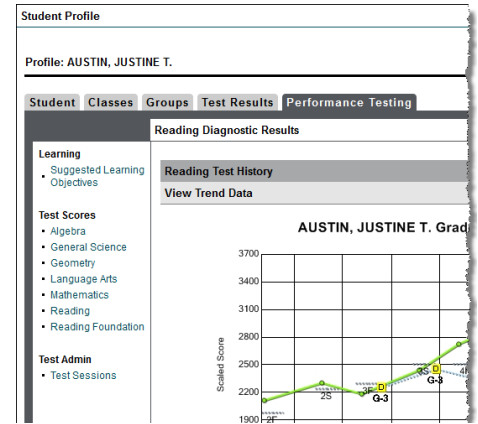 Student Profile
Profile: AUSTIN, JUSTINE T.
Student Classes Groups Test Results Performance Testing
Reading Diagnostic Results
Learning
Suggested Learning
Objectives
Test Scores
Algebra
General Science
Geometry
Language Arts
Mathematics
Reading
Reading Foundation
Test Admin
Test Sessions
Reading Test History
View Trend Data
AUSTIN, JUSTINE T. Grad
Scaled Score
3700
3400
3100
2800
2500
2200
1900
2F
2S
3F
D
G-3
3S
D
G-3